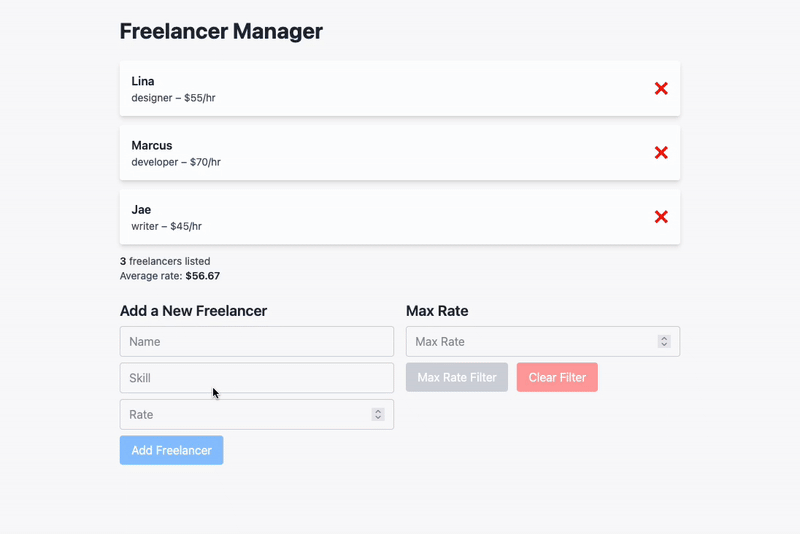 Freelancer Manager
Lina
designer – $55/hr
Marcus
developer – $70/hr
Jae
writer – $45/hr
3 freelancers listed
Average rate: $56.67
Add a New Freelancer
Name
Skill
Rate
Add Freelancer
Max Rate
Max Rate
Max Rate Filter
Clear Filter